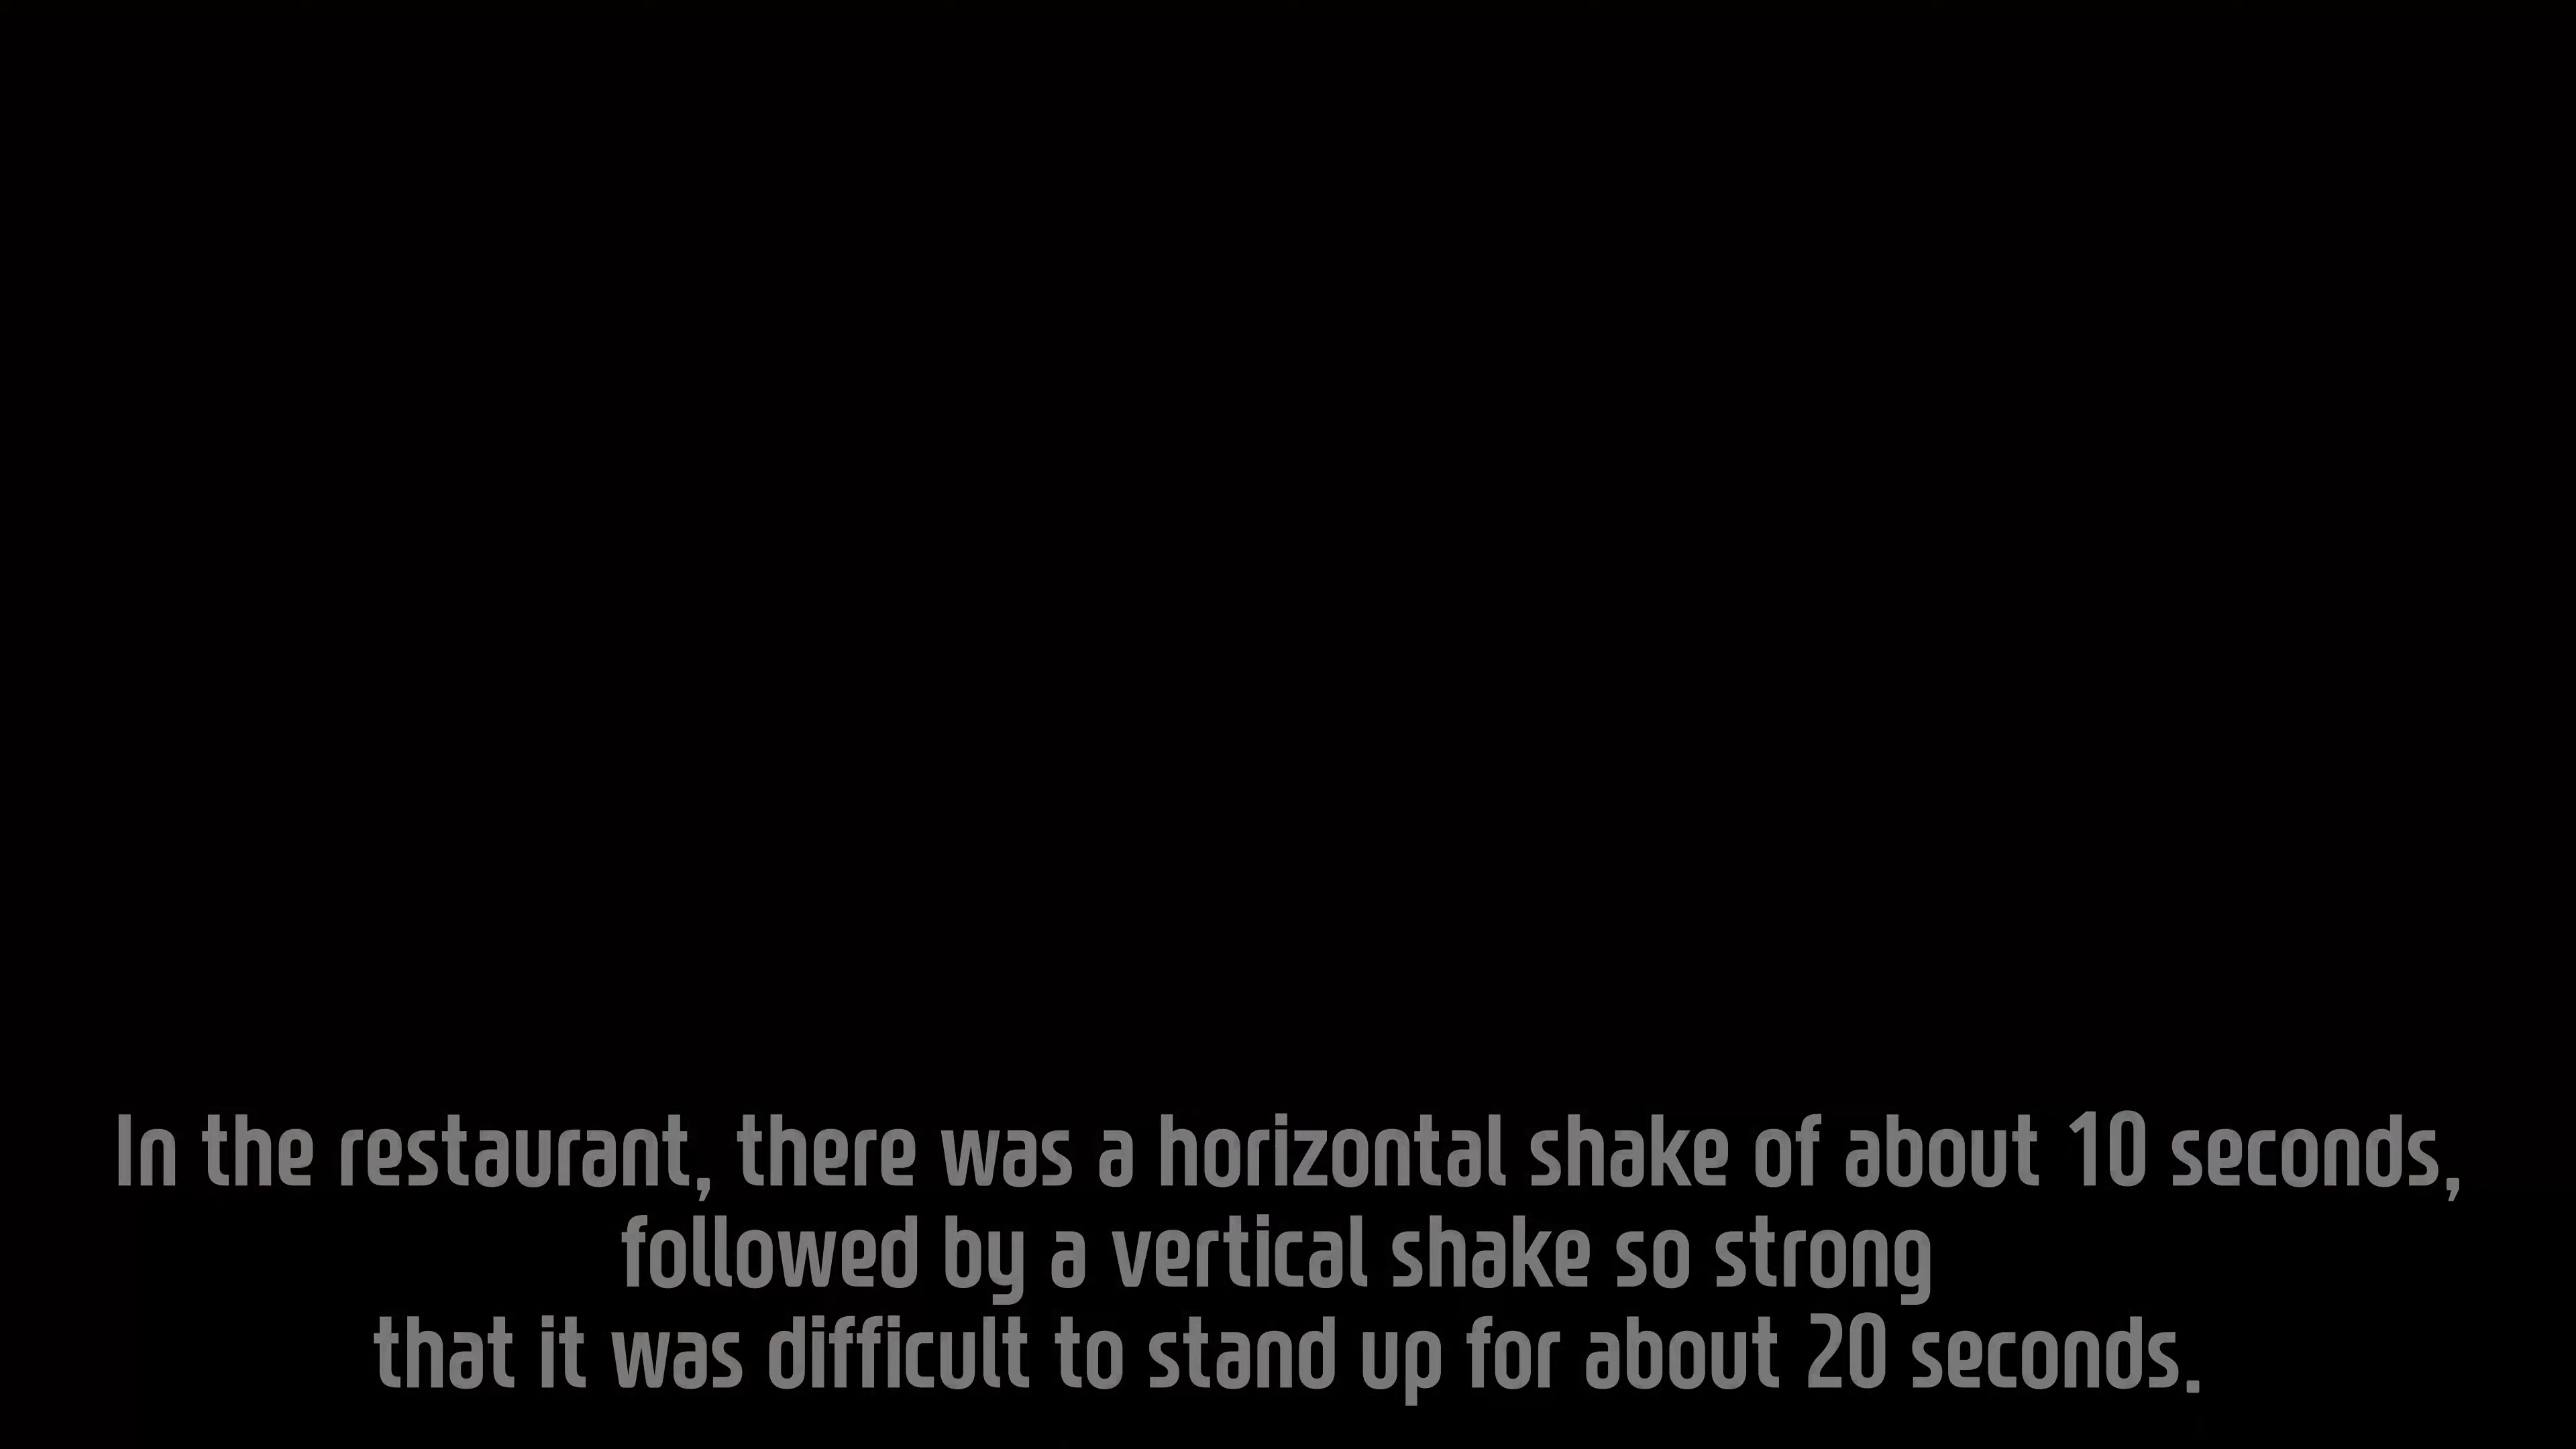 In the restaurant, there was a horizontal shake of about 10 seconds,
followed by a vertical shake so strong
that it was difficult to stand up for about 20 seconds.